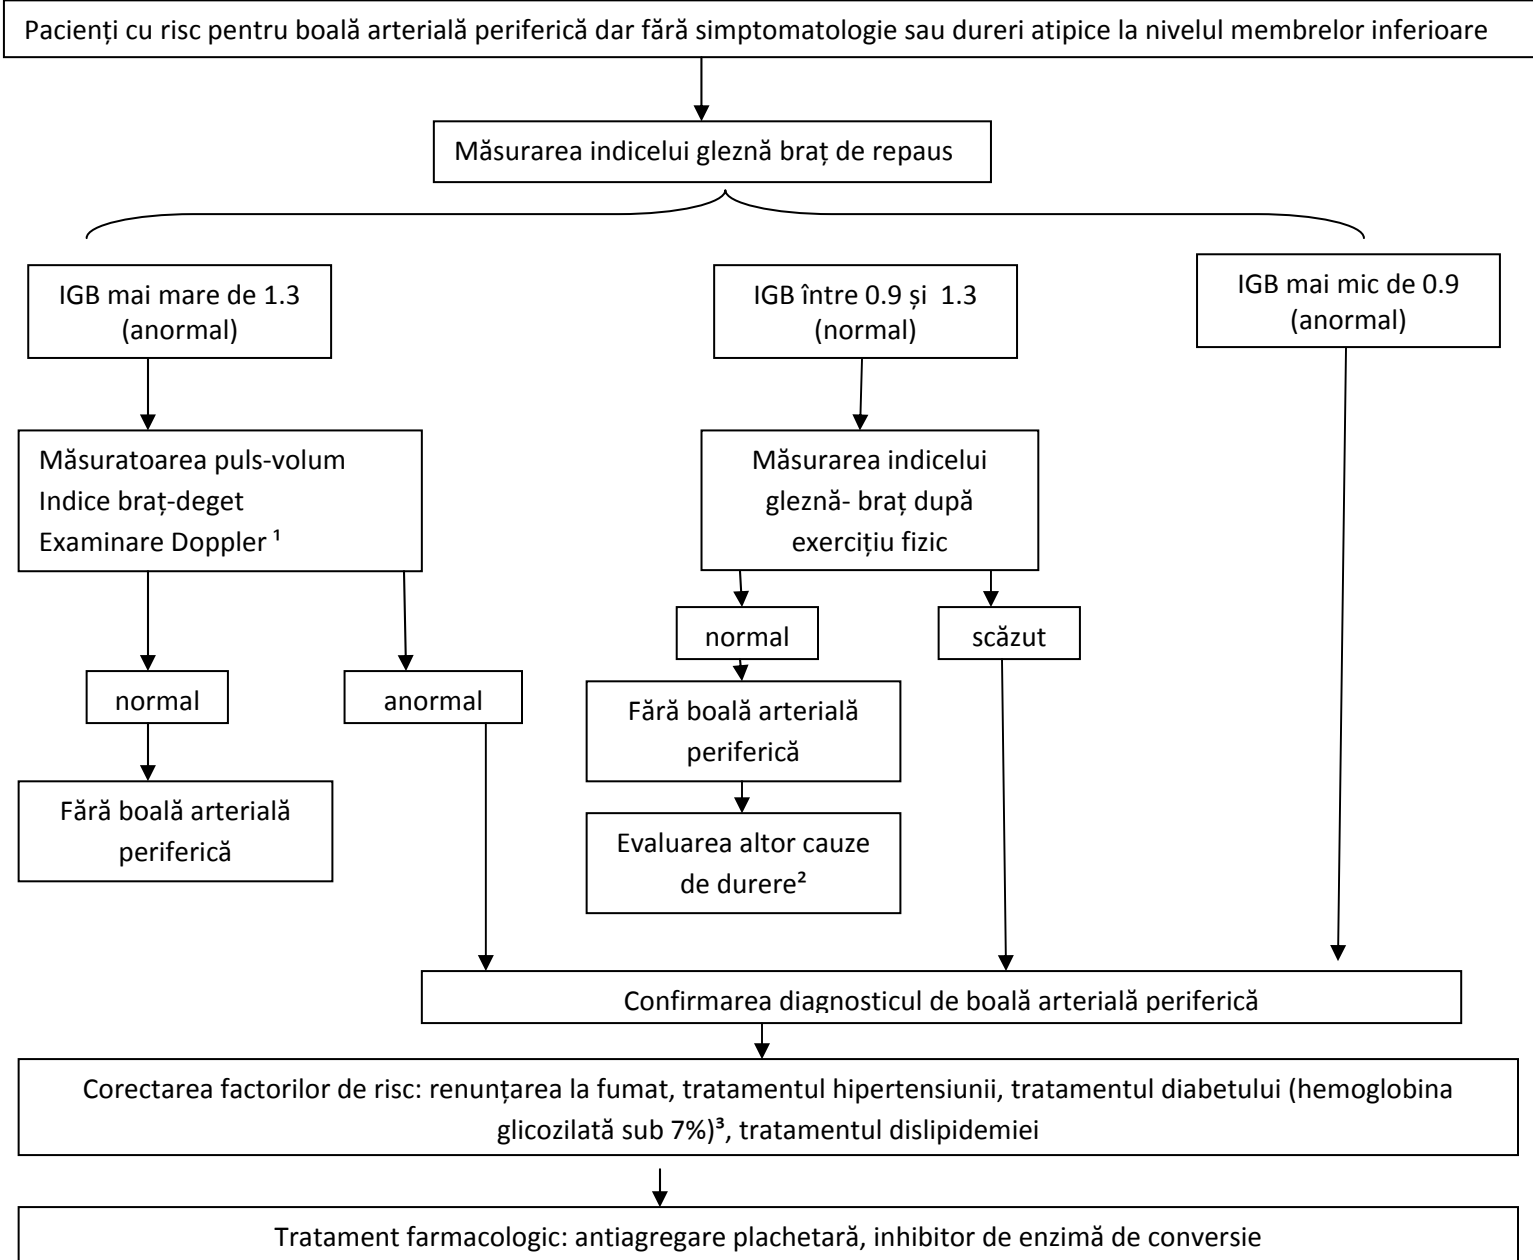 Pacienți cu risc pentru boală arterială periferică dar fără simptomatologie sau dureri atipice la nivelul membrelor inferioare
Măsurarea indicelui gleznă braț de repaus
IGB mai mare de 1.3
(anormal)
IGB între 0.9 și 1.3
(normal)
IGB mai mic de 0.9
(anormal)
Măsuratoarea puls-volum
Indice braț-deget
Examinare Doppler ¹
Măsurarea indicelui
gleznă- braț după
exercițiu fizic
normal
scăzut
normal
anormal
Fără boală arterială
periferică
Fără boală arterială
periferică
Evaluarea altor cauze
de durere²
Confirmarea diagnosticul de boală arterială periferică
Corectarea factorilor de risc: renunțarea la fumat, tratamentul hipertensiunii, tratamentul diabetului (hemoglobina
glicozilată sub 7%)³, tratamentul dislipidemiei
Tratament farmacologic: antiagregare plachetară, inhibitor de enzimă de conversie